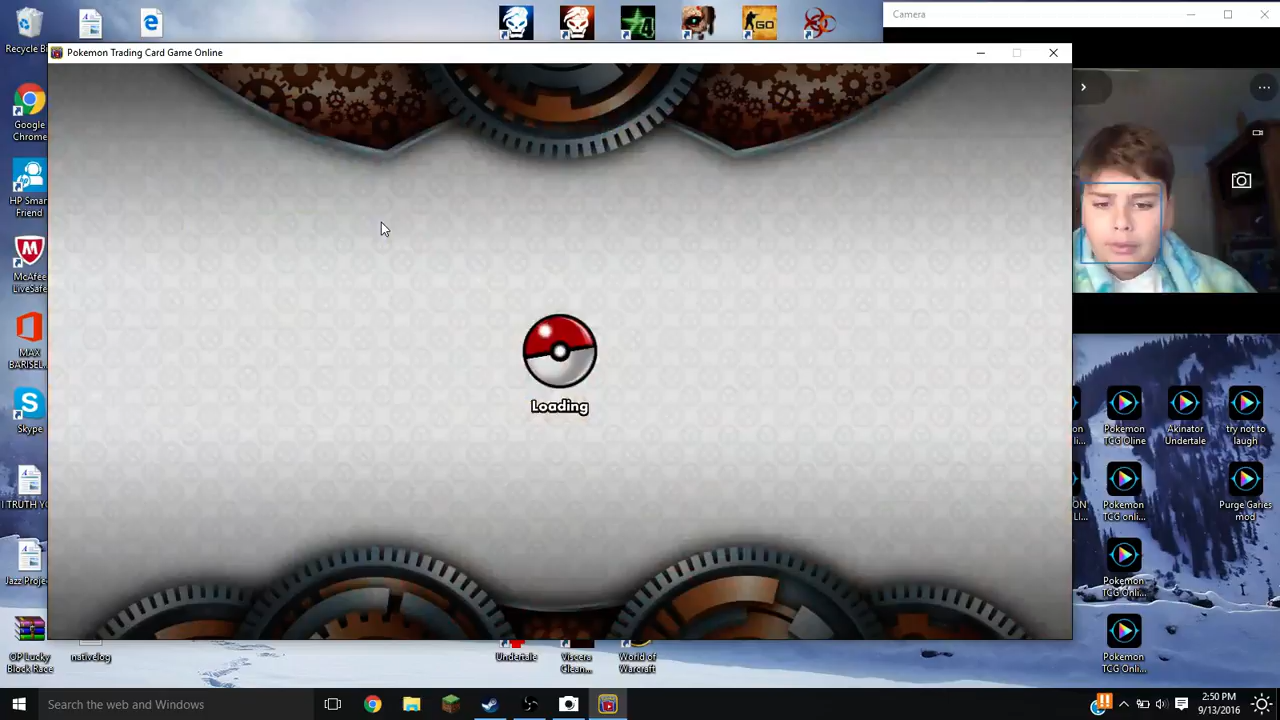 Camera
Recycle Bi
Pokemon Trading Card Game Online
Google
Chrome
HP Smar
Friend
McAfee
LiveSafe
MAX
BARISEL..
Skype
I TRUTH YO
Jazz Proje
OP Lucky
Block Race
nativelog
Loading
Undertale
Viscera
Clean...
World of
Warcraft
Pokemon
TCG Oline
Akinator
Undertale
try not to
laugh
Pokemon
TCG onli...
Purge Games
mod
Pokemon
TCG Onli...
Pokemon
TCG Onli...
Search the web and Windows
2:50 PM
9/13/2016